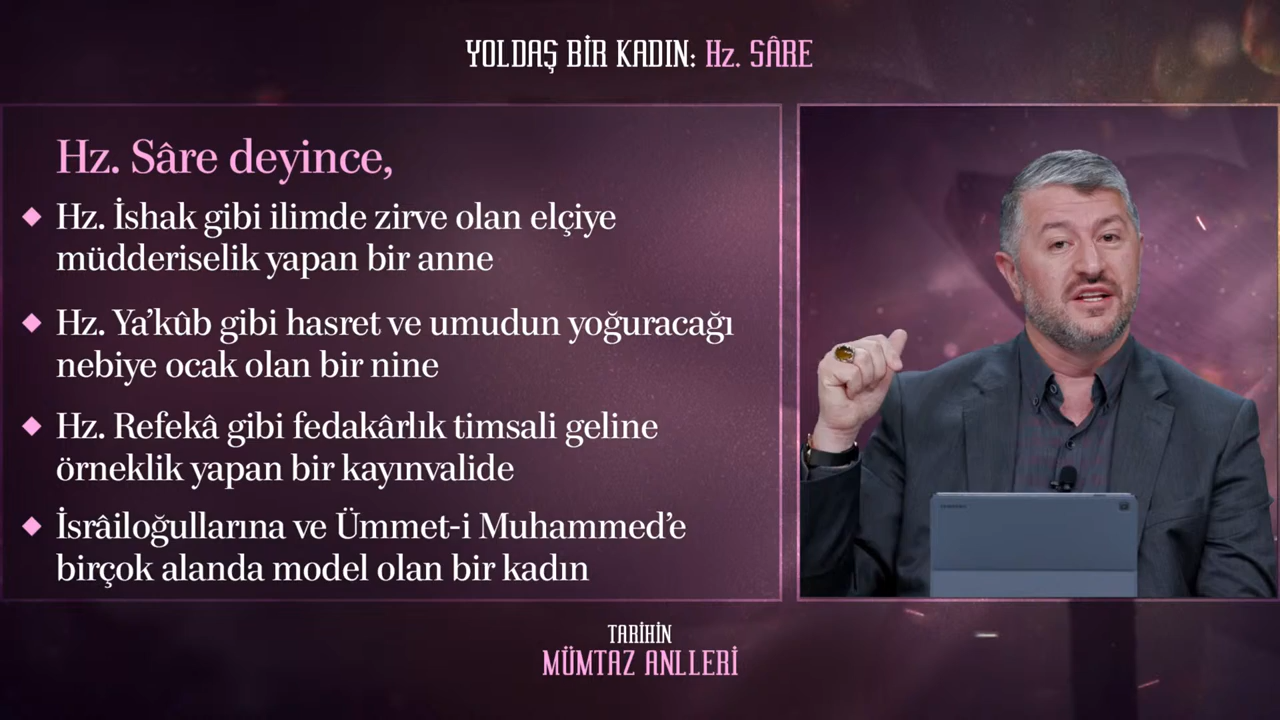 YOLDAŞ BİR KADIN: Hz. SÂRE
Hz. Sâre deyince,
Hz. İshak gibi ilimde zirve olan elçiye
müdderiselik yapan bir anne
Hz. Ya’kûb gibi hasret ve umudun yoğuracağı
nebiye ocak olan bir nine
Hz. Refekâ gibi fedakârlık timsali geline
örneklik yapan bir kayınvalide
İsrâiloğullarına ve Ümmet-i Muhammed’e
birçok alanda model olan bir kadın
TARİHİN
MÜMTAZ ANLLERİ